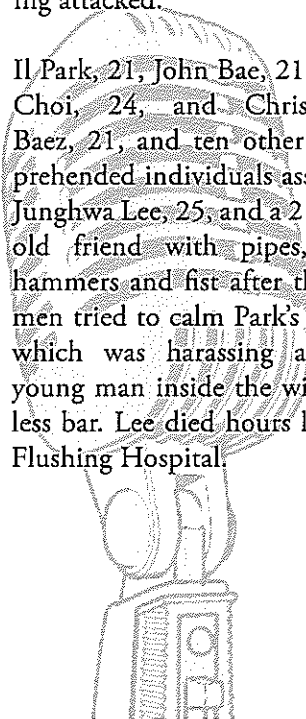 ing attacked.
Il Park, 21, John Bae, 21
Choi, 24, and Chris
Baez, 21, and ten other
prehended individuals as
Junghwa Lee, 25, and a 2
old friend with pipes,
hammers and fist after t
men tried to calm Park's
which was harassing a
young man inside the wi
less bar. Lee died hours l
Flushing Hospital.